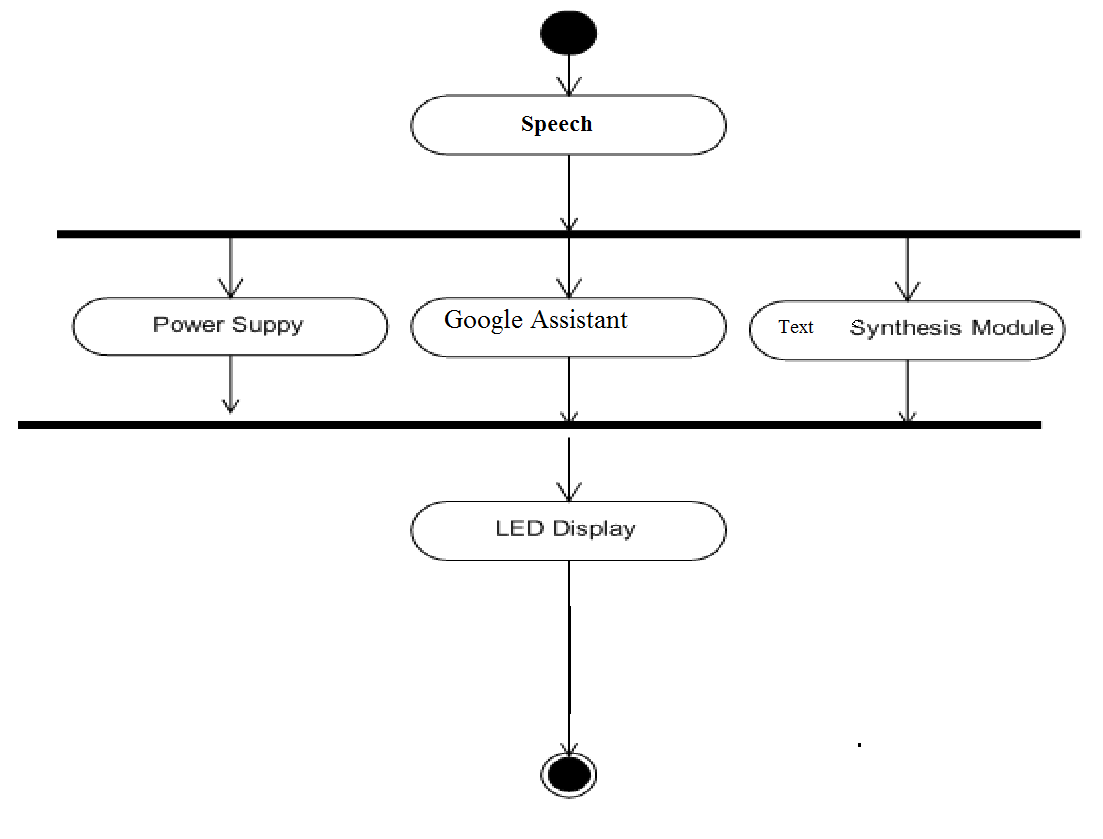 Speech
Power Suppy
Google Assistant
Text Synthesis Module
LED Display